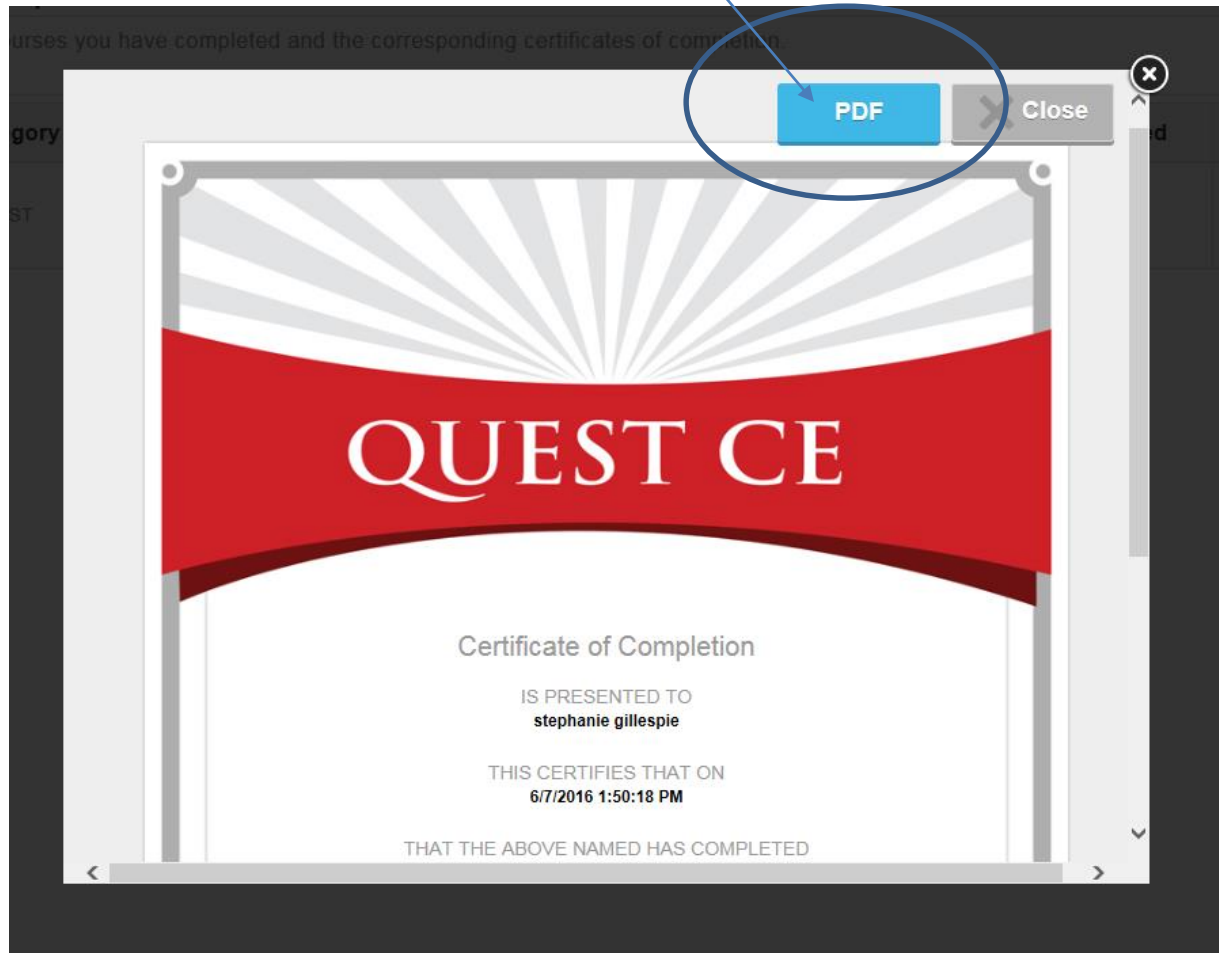 urses you have completed and the corresponding certificates of completion.
PDF
Close
gory
ed
ST
QUEST CE
Certificate of Completion
IS PRESENTED TO
stephanie gillespie
THIS CERTIFIES THAT ON
6/7/2016 1:50:18 PM
THAT THE ABOVE NAMED HAS COMPLETED